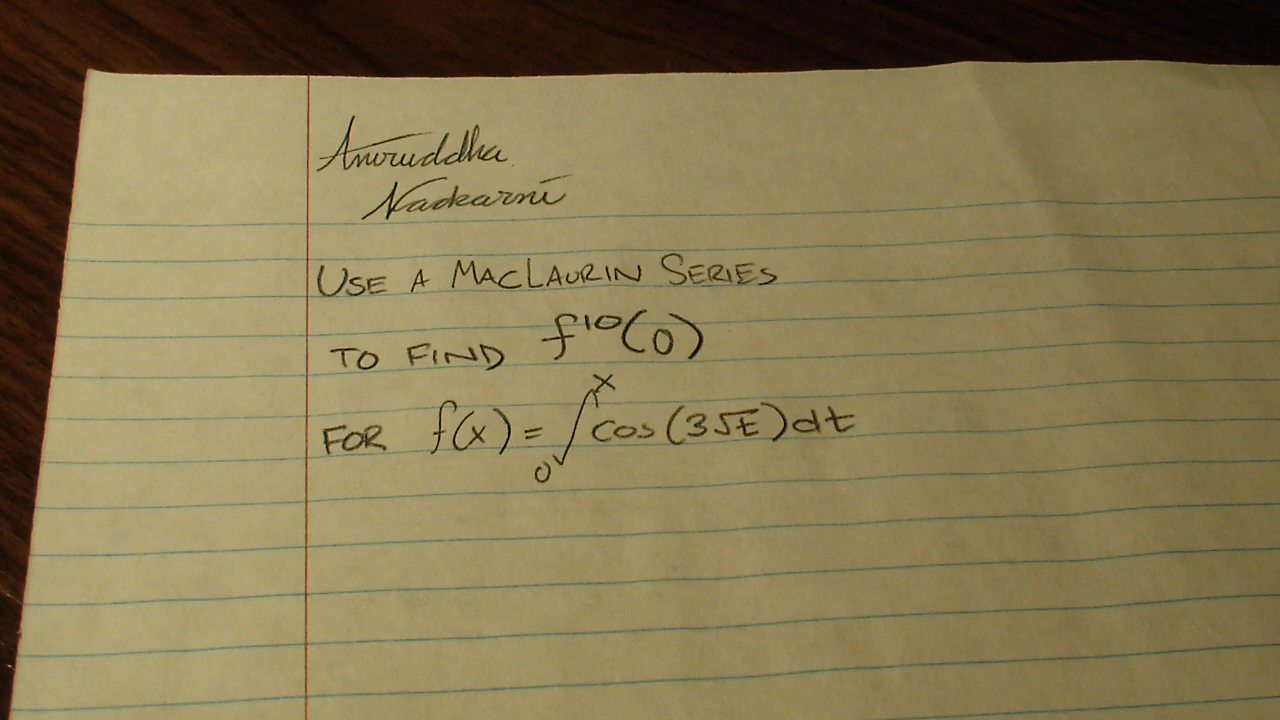 Aniruddha
Nadkarni
USE A MACLAURIN SERIES
TO FIND f¹⁰(0)
FOR f(x) = ∫₀ˣ cos(3√t)dt